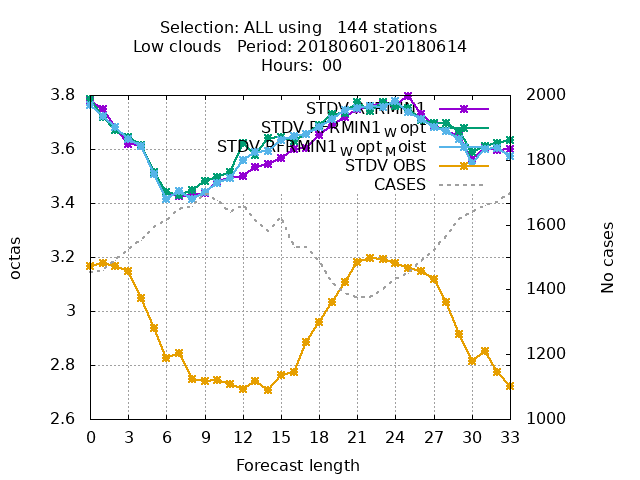 Selection: ALL using 144 stations
Low clouds Period: 20180601-20180614
Hours: 00
STDV
STDV W opt
STDV W opt M oist
STDV OBS
CASES
3.8
3.6
3.4
3.2
3
2.8
2.6
2000
1800
1600
1400
1200
1000
octas
No cases
0 3 6 9 12 15 18 21 24 27 30 33
Forecast length